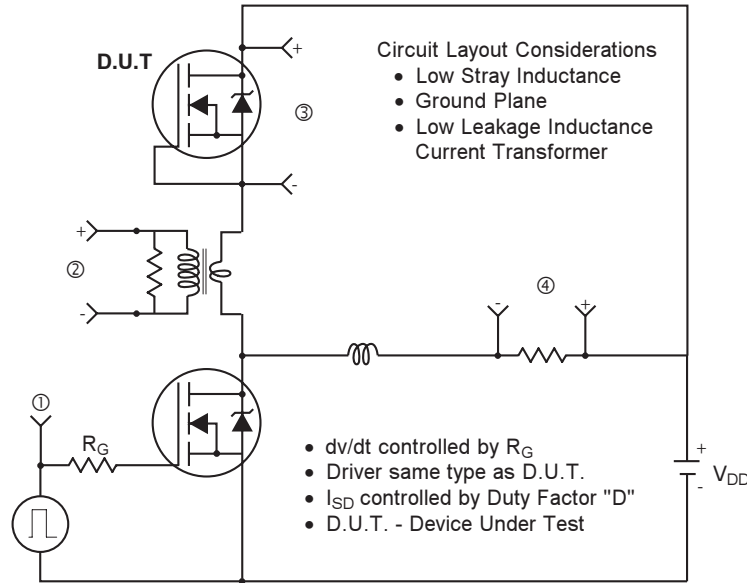 D.U.T
+
③
-
Circuit Layout Considerations
• Low Stray Inductance
• Ground Plane
• Low Leakage Inductance
Current Transformer
+
②
-
④
- +
①
R_G
• dv/dt controlled by R_G
• Driver same type as D.U.T.
• I_SD controlled by Duty Factor "D"
• D.U.T. - Device Under Test
+
V_DD
-